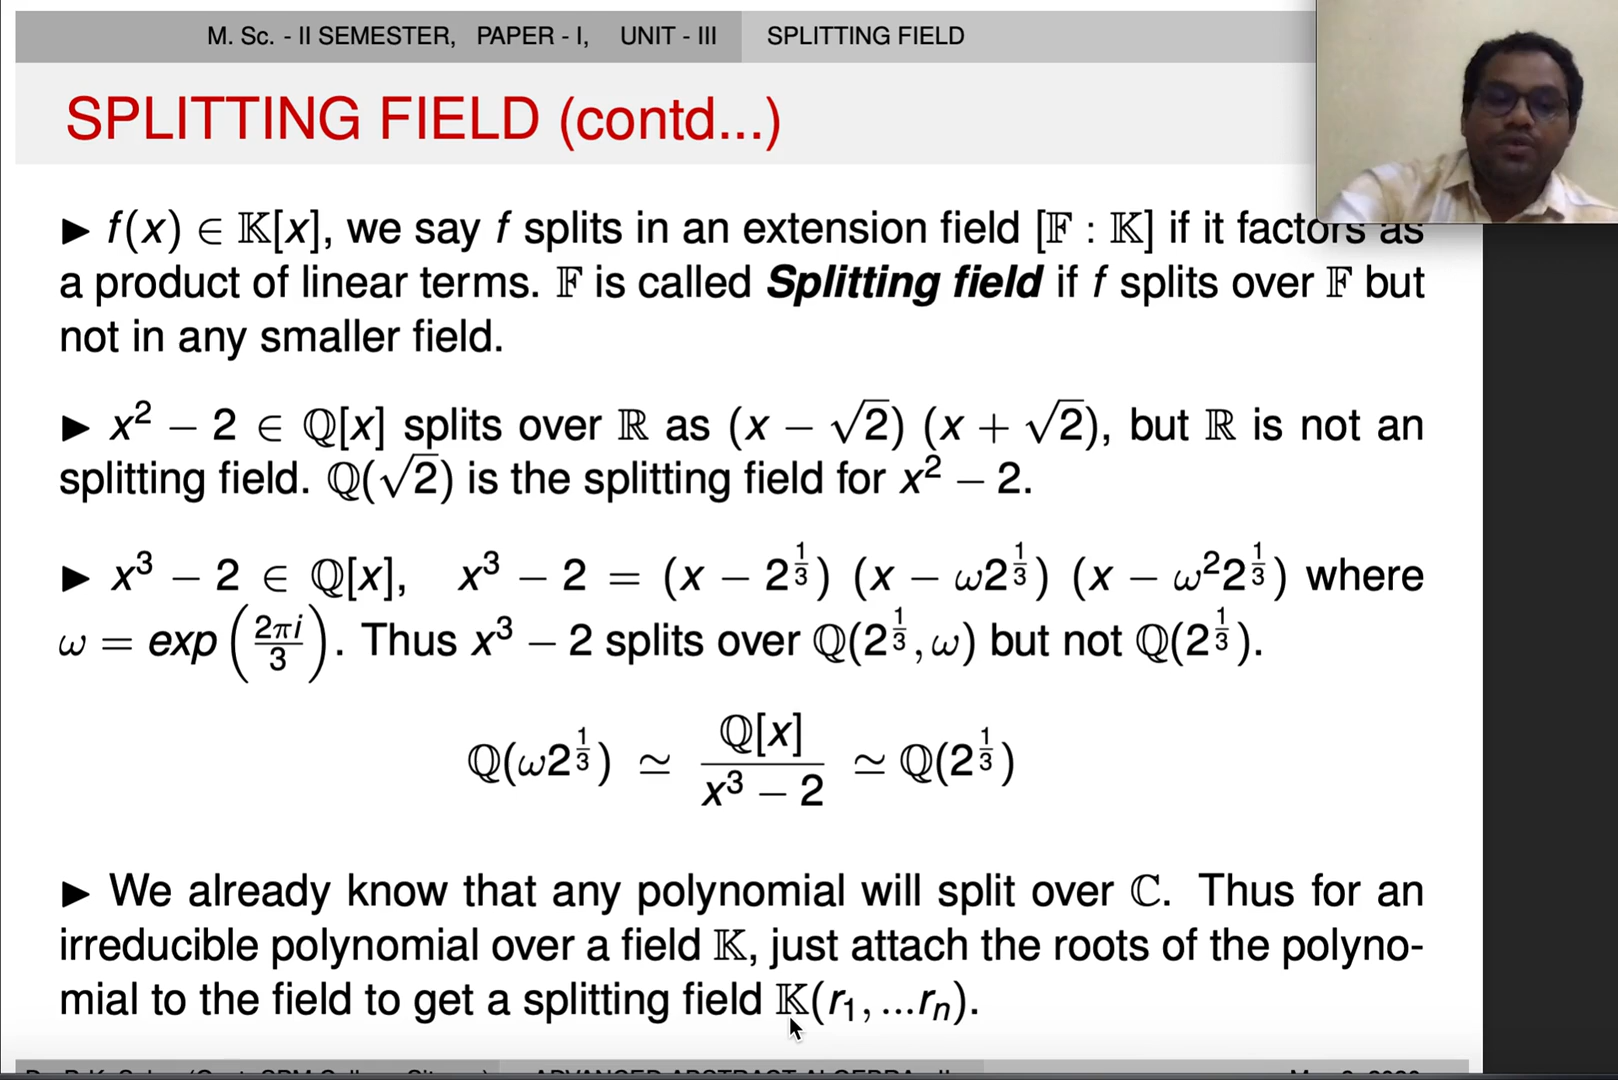 M. Sc. - II SEMESTER, PAPER - I, UNIT - III SPLITTING FIELD
SPLITTING FIELD (contd...)
▶ f(x) ∈ 𝕂[x], we say f splits in an extension field [𝔽 : 𝕂] if it factors as
a product of linear terms. 𝔽 is called Splitting field if f splits over 𝔽 but
not in any smaller field.
▶ x² − 2 ∈ ℚ[x] splits over ℝ as (x − √2) (x + √2), but ℝ is not an
splitting field. ℚ(√2) is the splitting field for x² − 2.
▶ x³ − 2 ∈ ℚ[x], x³ − 2 = (x − 2^{1/3}) (x − ω2^{1/3}) (x − ω²2^{1/3}) where
ω = exp(2πi/3). Thus x³ − 2 splits over ℚ(2^{1/3}, ω) but not ℚ(2^{1/3}).
ℚ(ω2^{1/3}) ≃ ℚ[x]/(x³ − 2) ≃ ℚ(2^{1/3})
▶ We already know that any polynomial will split over ℂ. Thus for an
irreducible polynomial over a field 𝕂, just attach the roots of the polyno-
mial to the field to get a splitting field 𝕂(r₁, ...rₙ).
ADVANCED ABSTRACT ALGEBRA - II